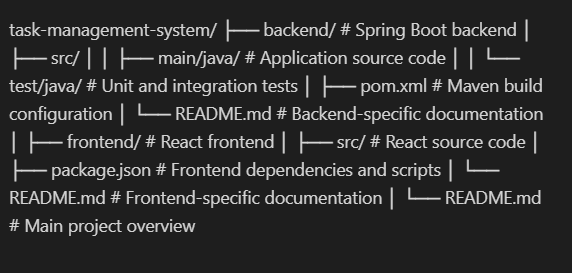 task-management-system/ ├── backend/ # Spring Boot backend │
├── src/ │ │ ├── main/java/ # Application source code │ │ └──
test/java/ # Unit and integration tests │ ├── pom.xml # Maven build
configuration │ └── README.md # Backend-specific documentation
│ ├── frontend/ # React frontend │ ├── src/ # React source code │
├── package.json # Frontend dependencies and scripts │ └──
README.md # Frontend-specific documentation │ └── README.md
# Main project overview